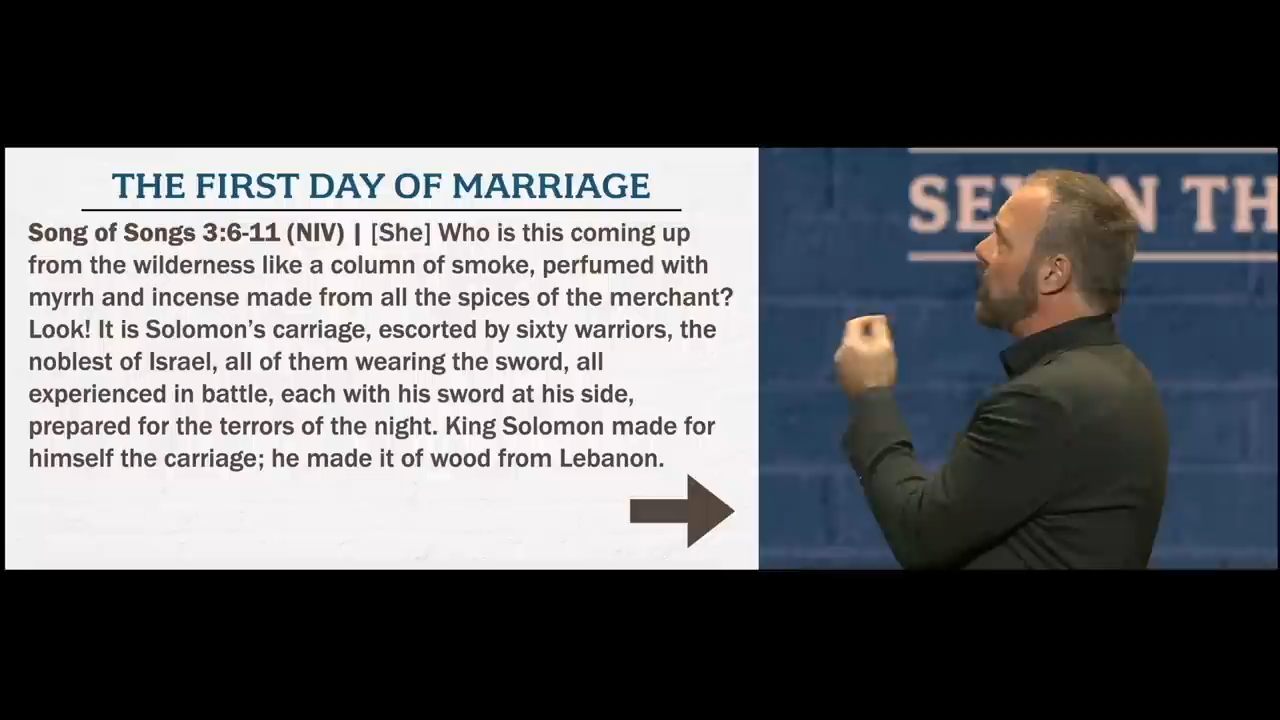 THE FIRST DAY OF MARRIAGE
Song of Songs 3:6-11 (NIV) | [She] Who is this coming up
from the wilderness like a column of smoke, perfumed with
myrrh and incense made from all the spices of the merchant?
Look! It is Solomon’s carriage, escorted by sixty warriors, the
noblest of Israel, all of them wearing the sword, all
experienced in battle, each with his sword at his side,
prepared for the terrors of the night. King Solomon made for
himself the carriage; he made it of wood from Lebanon.